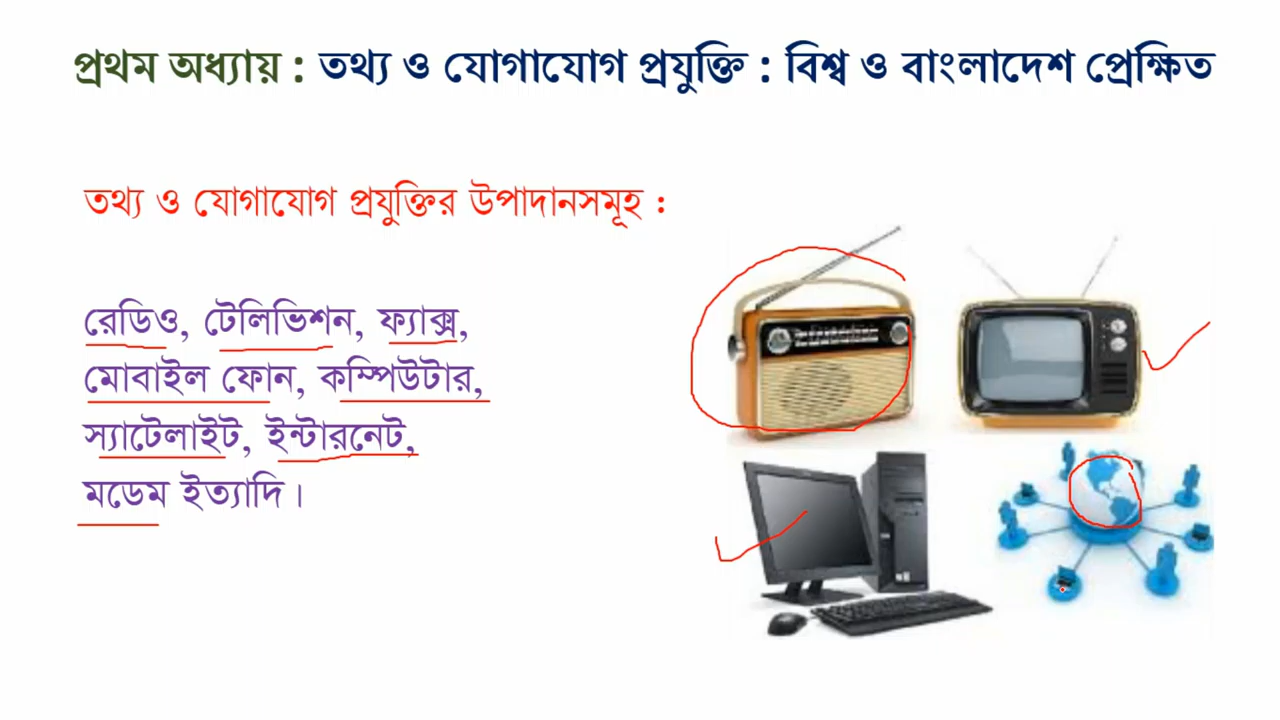 প্রথম অধ্যায় : তথ্য ও যোগাযোগ প্রযুক্তি : বিশ্ব ও বাংলাদেশ প্রেক্ষিত
তথ্য ও যোগাযোগ প্রযুক্তির উপাদানসমূহ :
রেডিও, টেলিভিশন, ফ্যাক্স,
মোবাইল ফোন, কম্পিউটার,
স্যাটেলাইট, ইন্টারনেট,
মডেম ইত্যাদি।